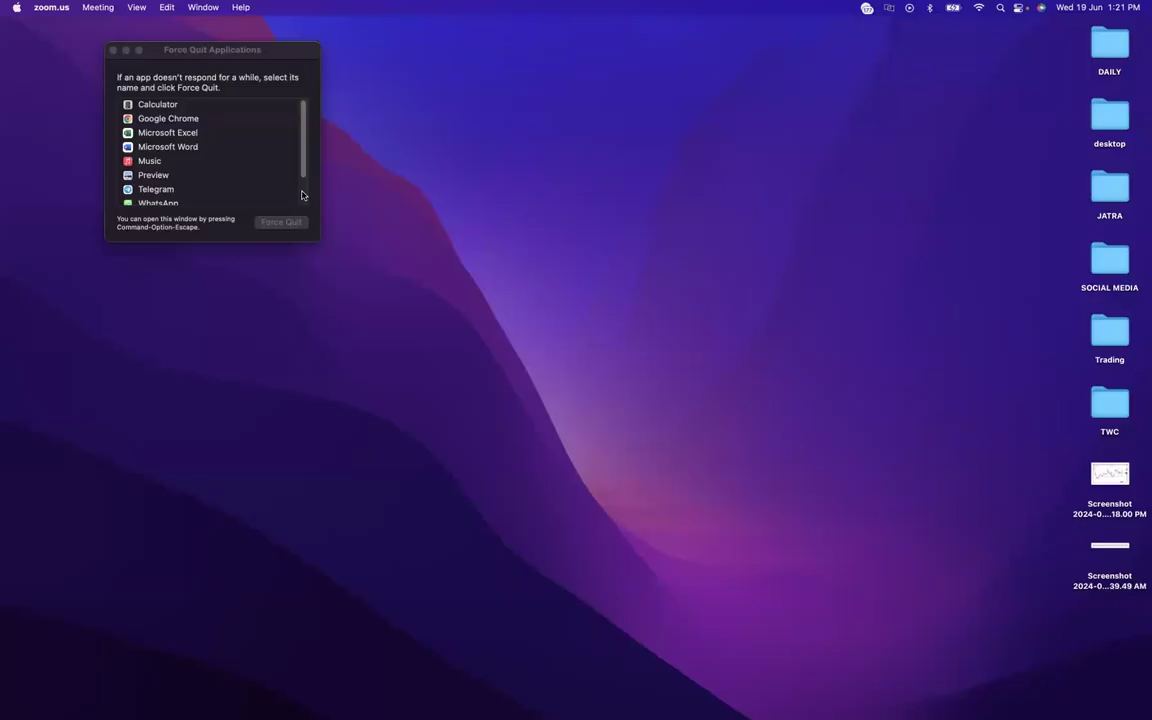 zoom.us Meeting View Edit Window Help 177 Wed 19 Jun 1:21 PM
Force Quit Applications
If an app doesn't respond for a while, select its
name and click Force Quit.
Calculator
Google Chrome
Microsoft Excel
Microsoft Word
Music
Preview
Telegram
WhatsApp
You can open this window by pressing
Command-Option-Escape.
Force Quit
DAILY
desktop
JATRA
SOCIAL MEDIA
Trading
TWC
Screenshot
2024-0....18.00 PM
Screenshot
2024-0...39.49 AM